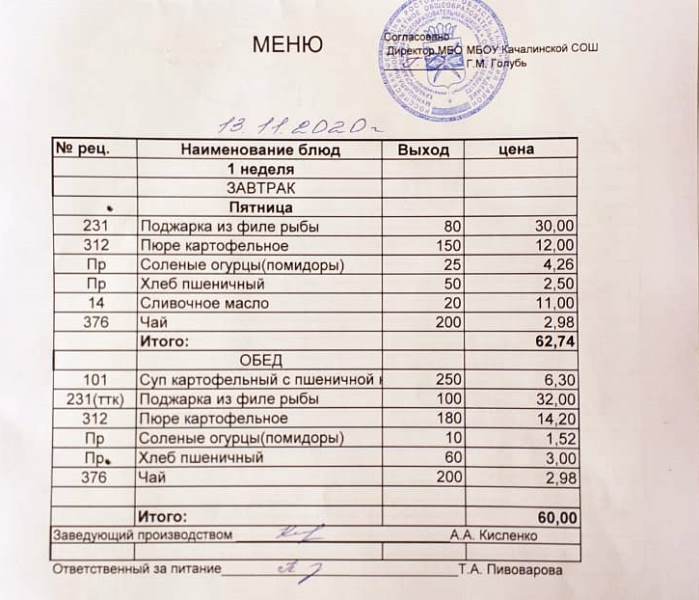 МЕНЮ
Согласовано
Директор МБО МБОУ Качалинской СОШ
Г.М. Голубь
13.11.2020г
№ рец. Наименование блюд Выход цена
1 неделя
ЗАВТРАК
Пятница
231 Поджарка из филе рыбы 80 30,00
312 Пюре картофельное 150 12,00
Пр Соленые огурцы(помидоры) 25 4,26
Пр Хлеб пшеничный 50 2,50
14 Сливочное масло 20 11,00
376 Чай 200 2,98
Итого: 62,74
ОБЕД
101 Суп картофельный с пшеничной к 250 6,30
231(ттк) Поджарка из филе рыбы 100 32,00
312 Пюре картофельное 180 14,20
Пр Соленые огурцы(помидоры) 10 1,52
Пр Хлеб пшеничный 60 3,00
376 Чай 200 2,98
Итого: 60,00
Заведующий производством А.А. Кисленко
Ответственный за питание Т.А. Пивоварова